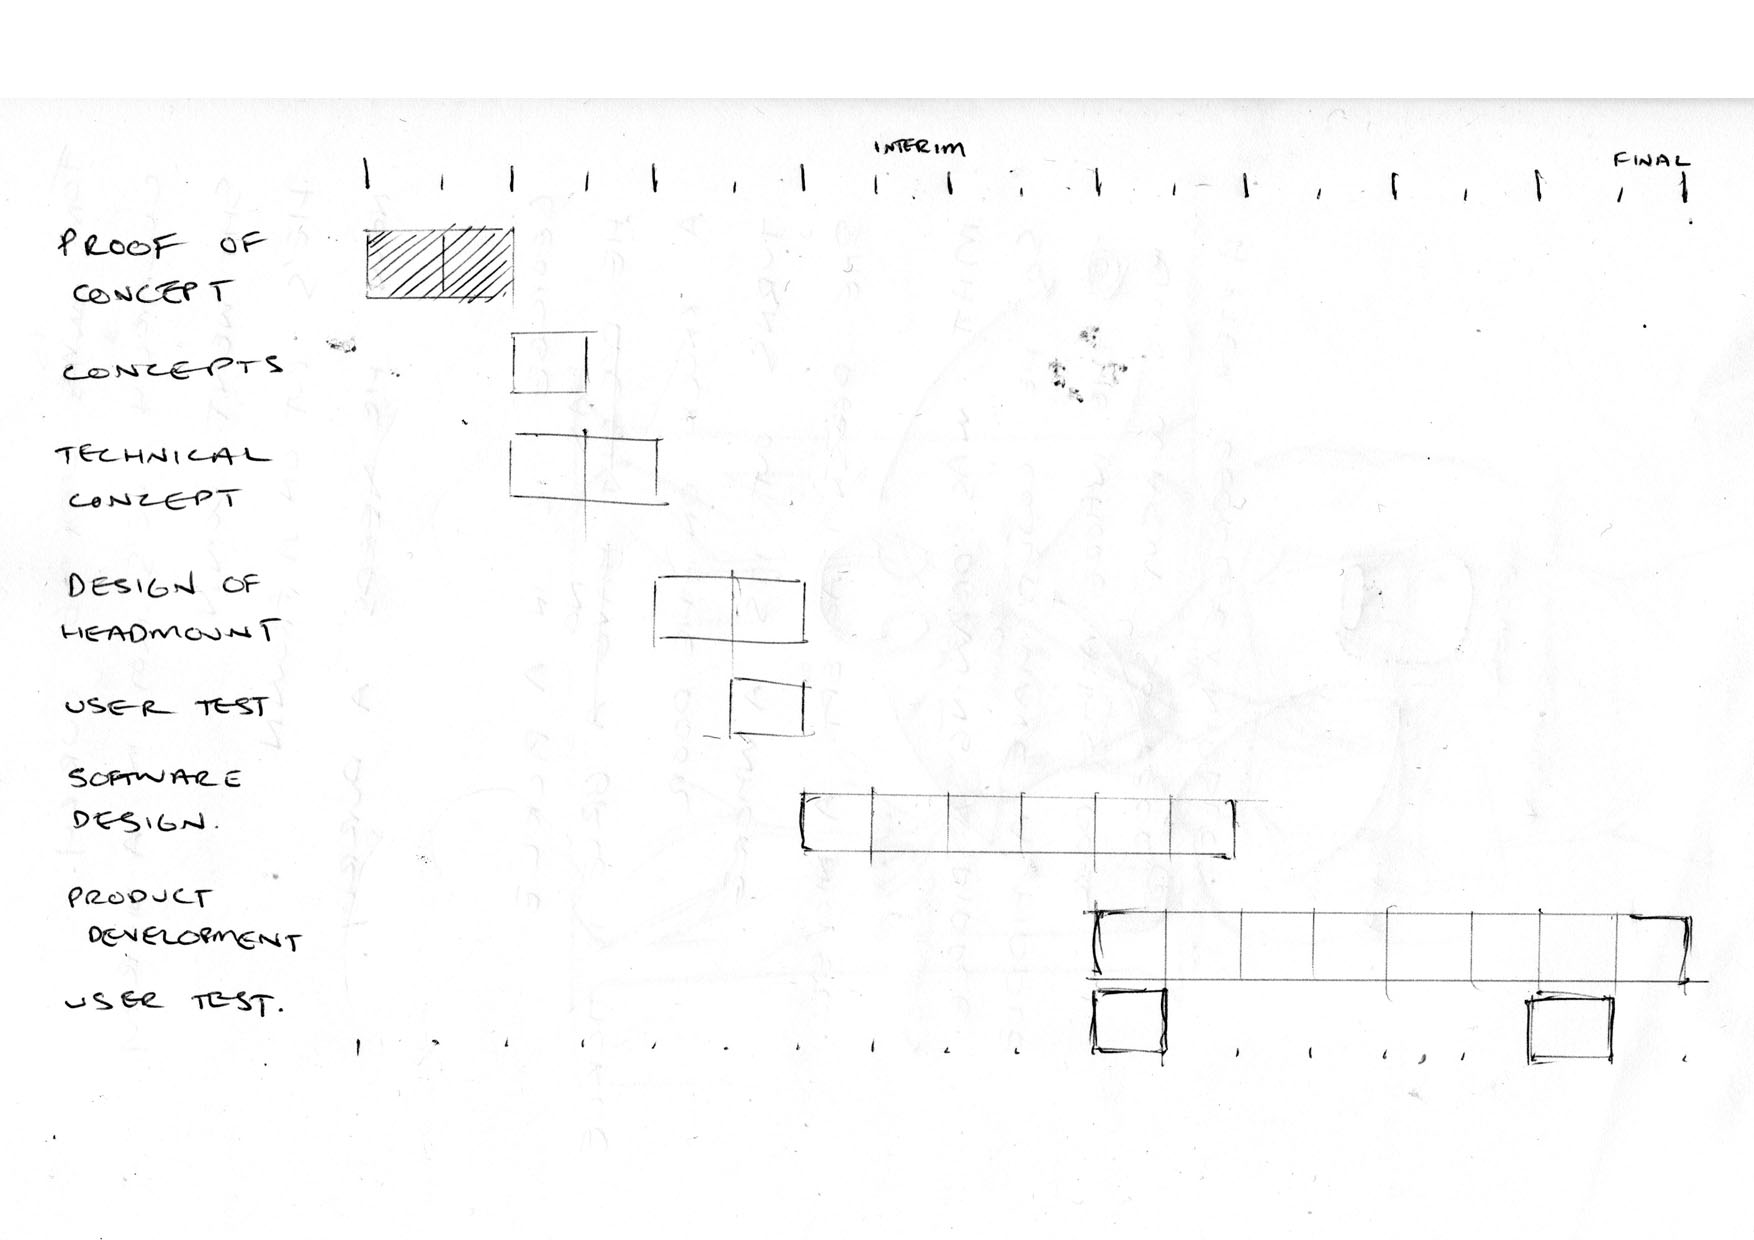 INTERIM
FINAL
PROOF OF
CONCEPT
CONCEPTS
TECHNICAL
CONCEPT
DESIGN OF
HEADMOUNT
USER TEST
SOFTWARE
DESIGN.
PRODUCT
DEVELOPMENT
USER TEST.